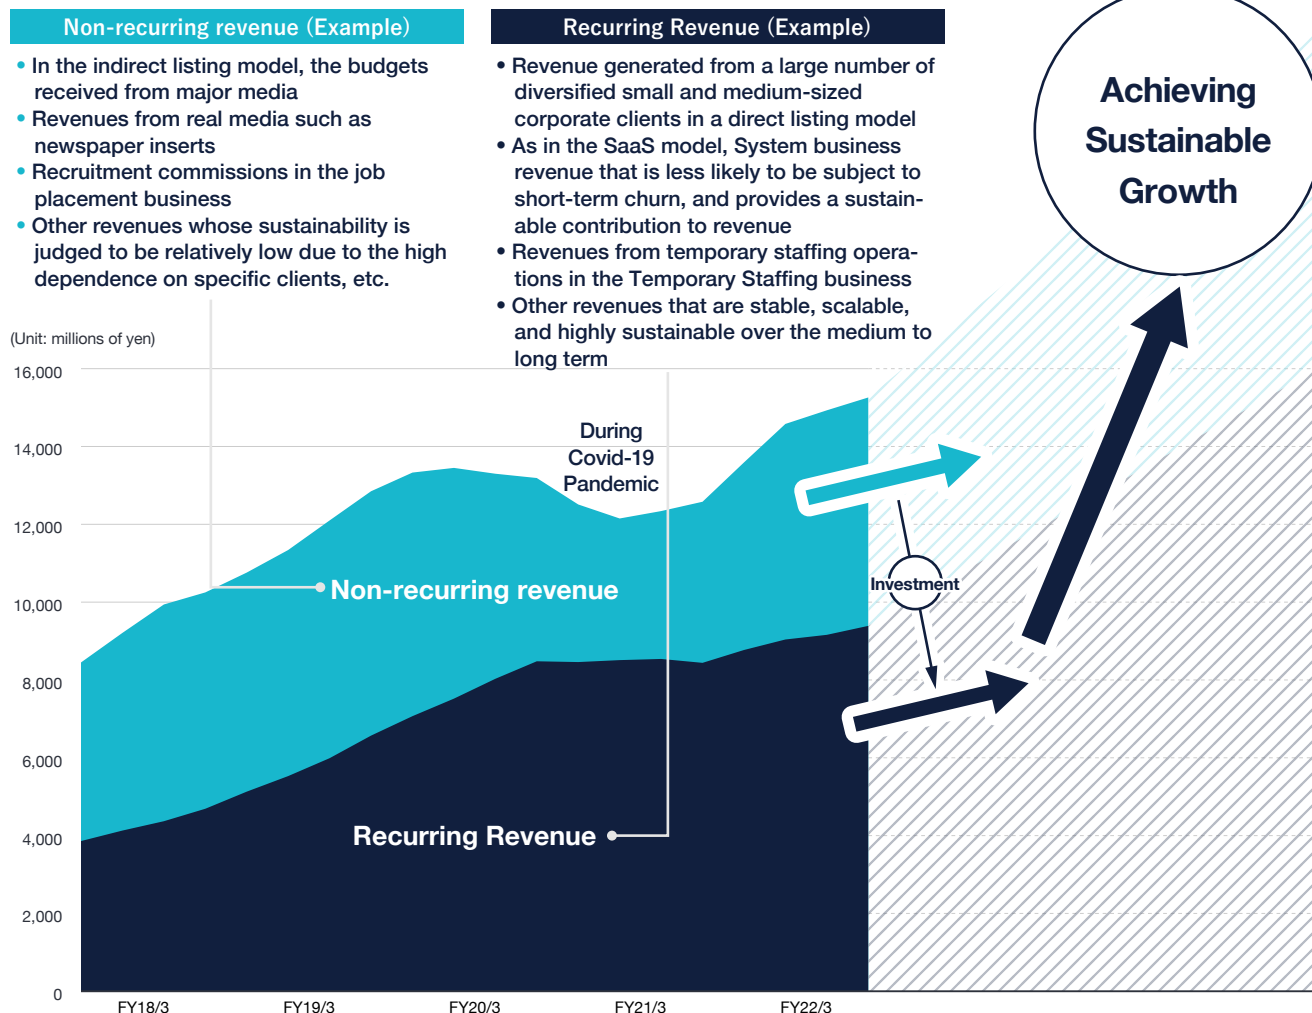 Non-recurring revenue (Example)
• In the indirect listing model, the budgets
received from major media
• Revenues from real media such as
newspaper inserts
• Recruitment commissions in the job
placement business
• Other revenues whose sustainability is
judged to be relatively low due to the high
dependence on specific clients, etc.
Recurring Revenue (Example)
• Revenue generated from a large number of
diversified small and medium-sized
corporate clients in a direct listing model
• As in the SaaS model, System business
revenue that is less likely to be subject to
short-term churn, and provides a sustain-
able contribution to revenue
• Revenues from temporary staffing opera-
tions in the Temporary Staffing business
• Other revenues that are stable, scalable,
and highly sustainable over the medium to
long term
Achieving
Sustainable
Growth
(Unit: millions of yen)
16,000
14,000
12,000
10,000
8,000
6,000
4,000
2,000
0
During
Covid-19
Pandemic
Non-recurring revenue
Investment
Recurring Revenue
FY18/3
FY19/3
FY20/3
FY21/3
FY22/3